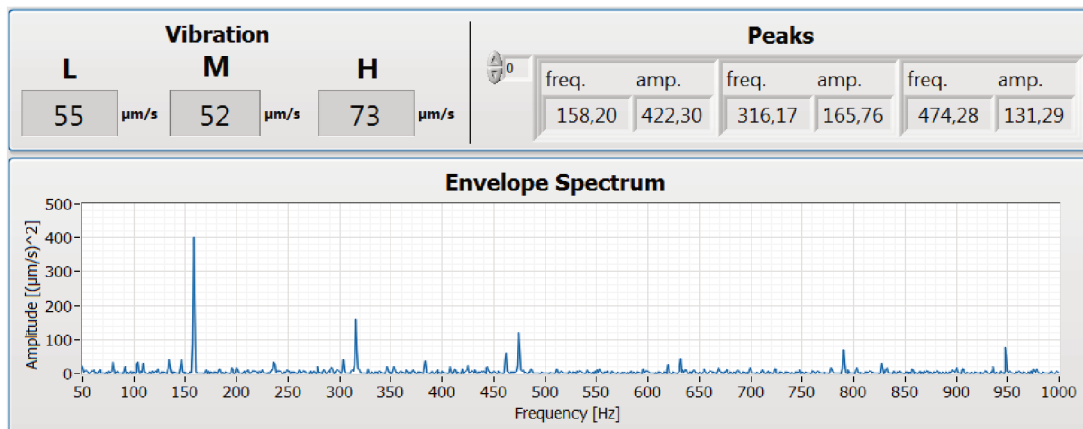 Vibration
L M H
55 µm/s 52 µm/s 73 µm/s
Peaks
0
freq. amp. freq. amp. freq. amp.
158,20 422,30 316,17 165,76 474,28 131,29
Envelope Spectrum
Amplitude [(µm/s)^2]
500
400
300
200
100
0
50 100 150 200 250 300 350 400 450 500 550 600 650 700 750 800 850 900 950 1000
Frequency [Hz]